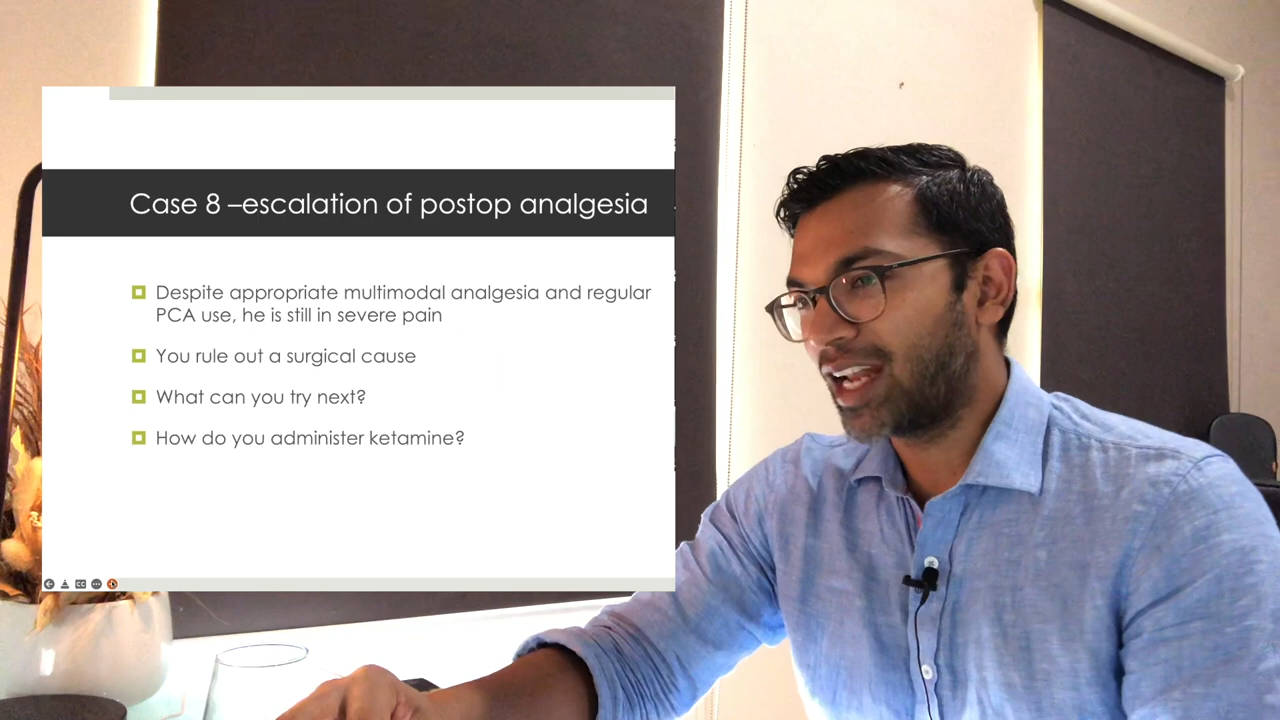 Case 8 –escalation of postop analgesia
Despite appropriate multimodal analgesia and regular
PCA use, he is still in severe pain
You rule out a surgical cause
What can you try next?
How do you administer ketamine?
CC